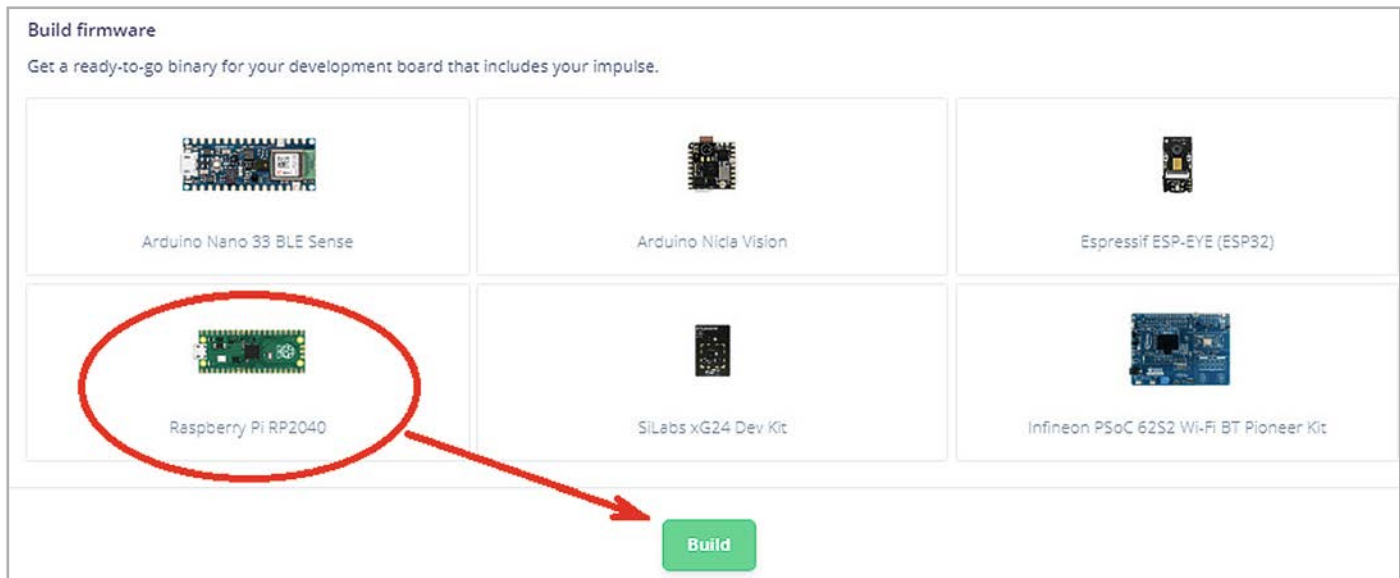 Build firmware
Get a ready-to-go binary for your development board that includes your impulse.
Arduino Nano 33 BLE Sense
Arduino Nicla Vision
Espressif ESP-EYE (ESP32)
Raspberry Pi RP2040
SiLabs xG24 Dev Kit
Infineon PSoC 62S2 Wi-Fi BT Pioneer Kit
Build